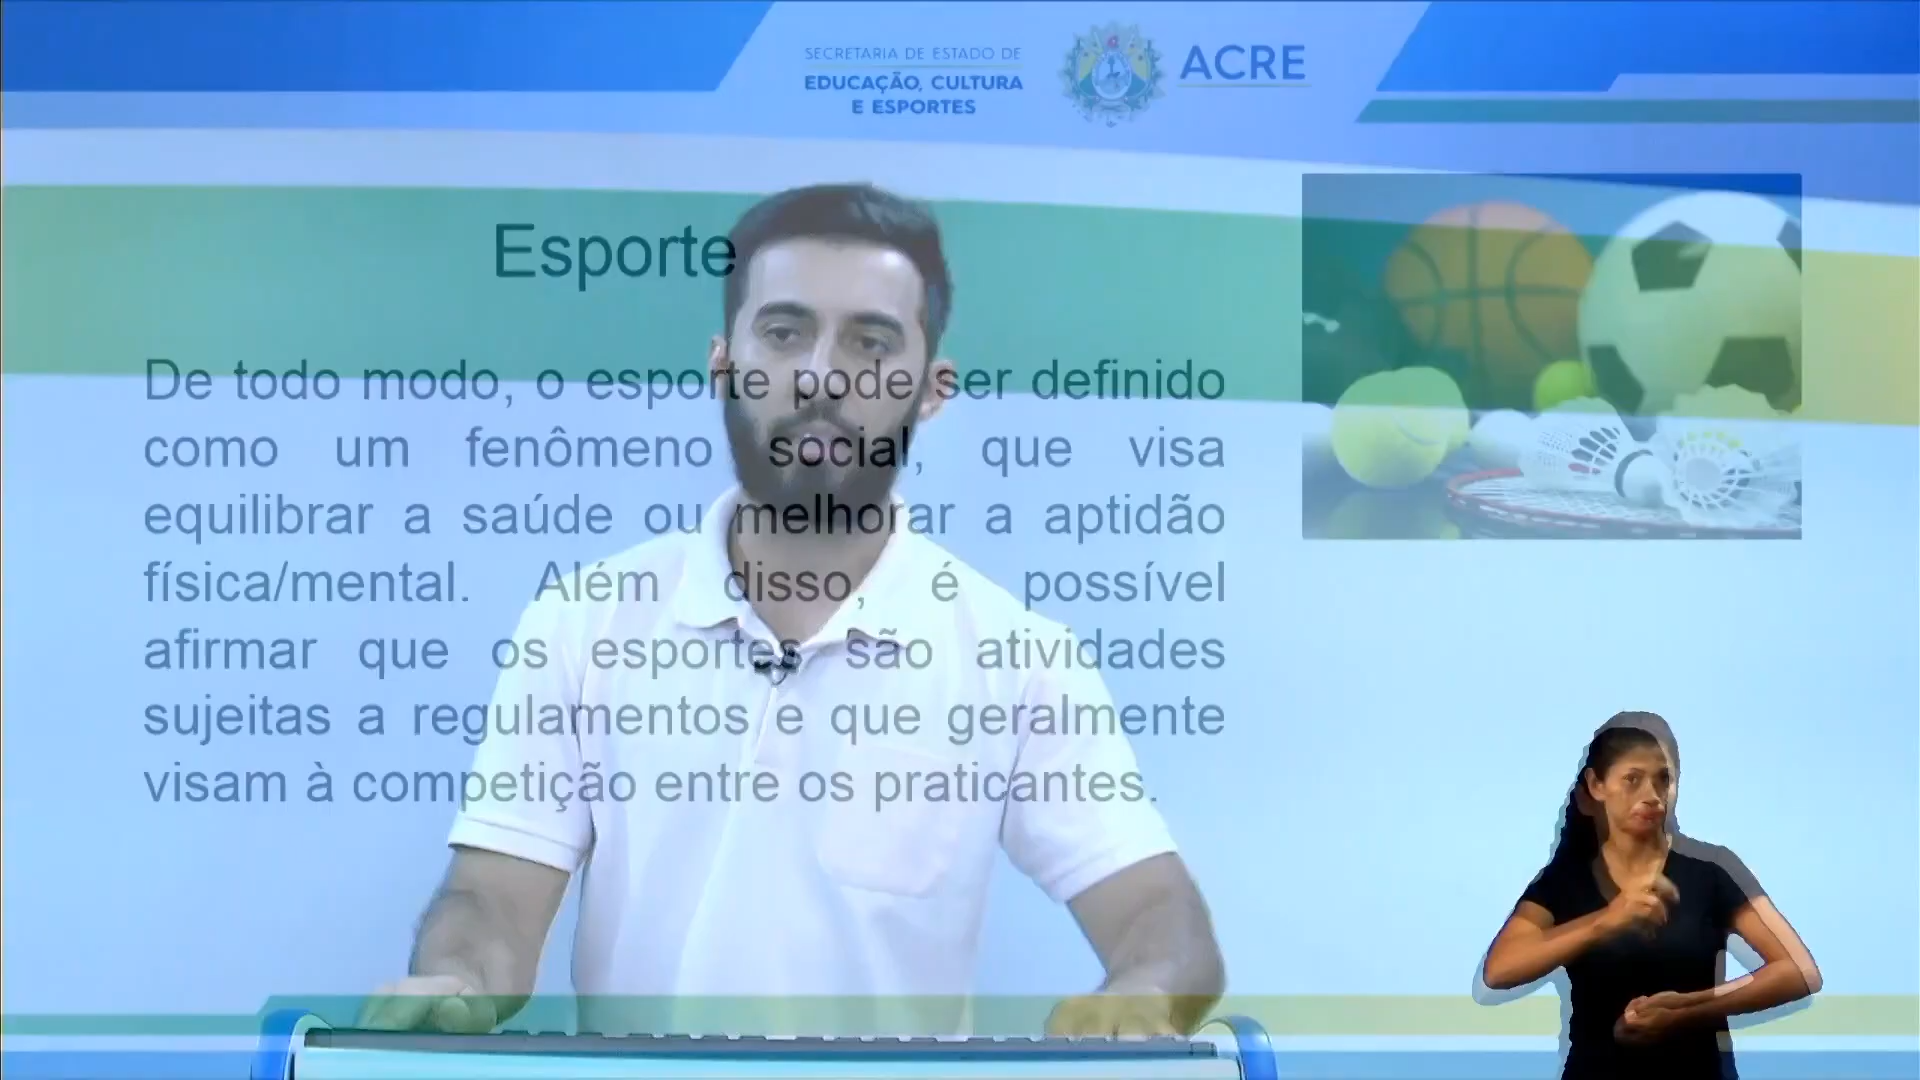 SECRETARIA DE ESTADO DE
EDUCAÇÃO, CULTURA
E ESPORTES
ACRE
Esporte
De todo modo, o esporte pode ser definido
como um fenômeno social, que visa
equilibrar a saúde ou melhorar a aptidão
física/mental. Além disso, é possível
afirmar que os esportes são atividades
sujeitas a regulamentos e que geralmente
visam à competição entre os praticantes.